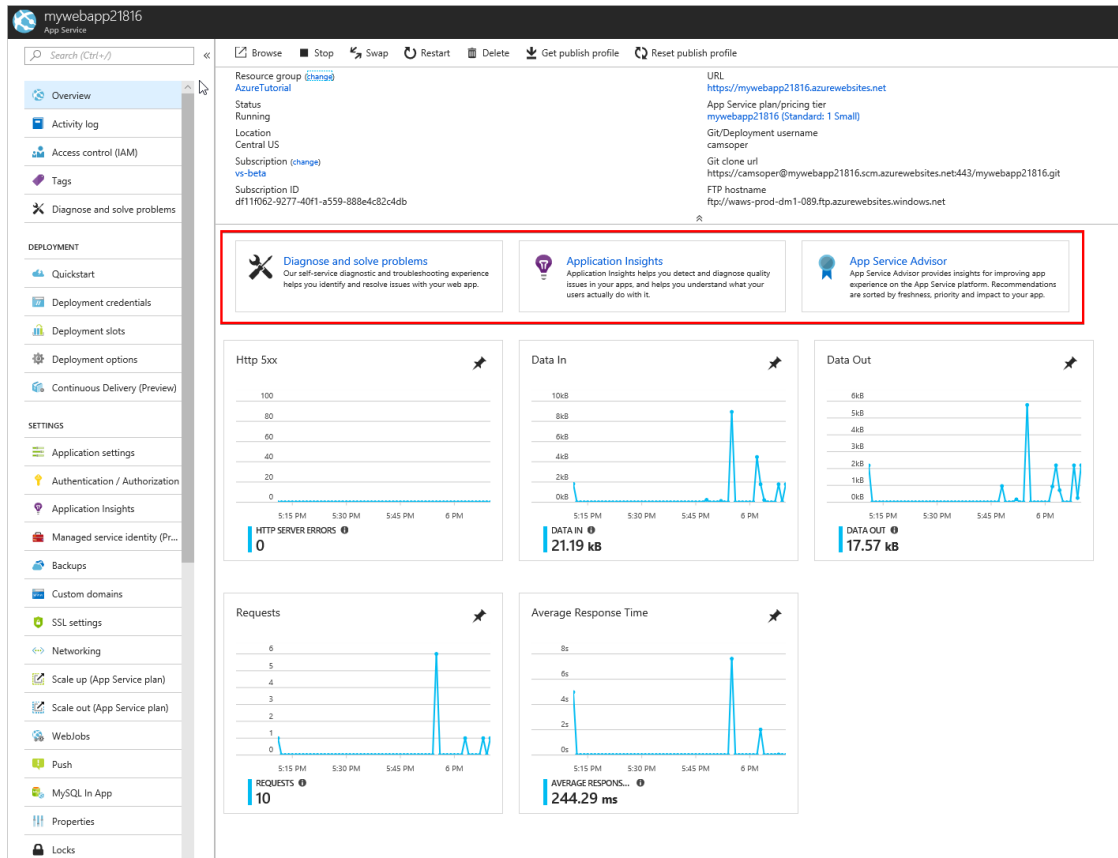 mywebapp21816
App Service
Search (Ctrl+/)
«
Overview
Activity log
Access control (IAM)
Tags
Diagnose and solve problems
DEPLOYMENT
Quickstart
Deployment credentials
Deployment slots
Deployment options
Continuous Delivery (Preview)
SETTINGS
Application settings
Authentication / Authorization
Application Insights
Managed service identity (Pr...
Backups
Custom domains
SSL settings
Networking
Scale up (App Service plan)
Scale out (App Service plan)
WebJobs
Push
MySQL In App
Properties
Locks
Browse Stop Swap Restart Delete Get publish profile Reset publish profile
Resource group (change)
AzureTutorial
Status
Running
Location
Central US
Subscription (change)
vs-beta
Subscription ID
df11f062-9277-40f1-a559-888e4c82c4db
URL
https://mywebapp21816.azurewebsites.net
App Service plan/pricing tier
mywebapp21816 (Standard: 1 Small)
Git/Deployment username
camsoper
Git clone url
https://camsoper@mywebapp21816.scm.azurewebsites.net:443/mywebapp21816.git
FTP hostname
ftp://waws-prod-dm1-089.ftp.azurewebsites.windows.net
Diagnose and solve problems
Our self-service diagnostic and troubleshooting experience
helps you identify and resolve issues with your web app.
Application Insights
Application Insights helps you detect and diagnose quality
issues in your apps, and helps you understand what your
users actually do with it.
App Service Advisor
App Service Advisor provides insights for improving app
experience on the App Service platform. Recommendations
are sorted by freshness, priority and impact to your app.
Http 5xx
100
80
60
40
20
0
5:15 PM 5:30 PM 5:45 PM 6 PM
HTTP SERVER ERRORS
0
Data In
10kB
8kB
6kB
4kB
2kB
0kB
5:15 PM 5:30 PM 5:45 PM 6 PM
DATA IN
21.19 kB
Data Out
6kB
5kB
4kB
3kB
2kB
1kB
0kB
5:15 PM 5:30 PM 5:45 PM 6 PM
DATA OUT
17.57 kB
Requests
6
5
4
3
2
1
0
5:15 PM 5:30 PM 5:45 PM 6 PM
REQUESTS
10
Average Response Time
8s
6s
4s
2s
0s
5:15 PM 5:30 PM 5:45 PM 6 PM
AVERAGE RESPONS...
244.29 ms